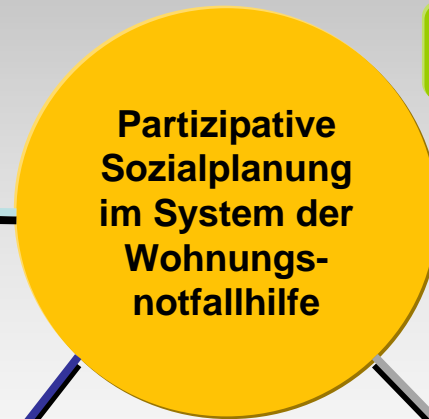 Partizipative
Sozialplanung
im System der
Wohnungs-
notfallhilfe